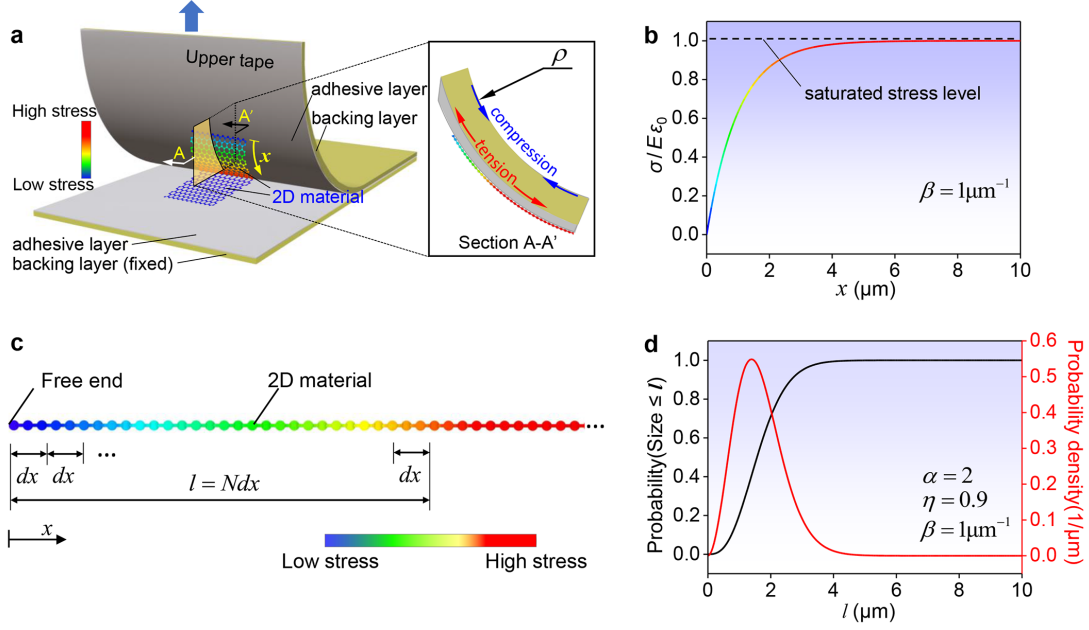 a
Upper tape
adhesive layer
backing layer
High stress
Low stress
A'
A
x
2D material
adhesive layer
backing layer (fixed)
ρ
compression
tension
Section A-A'
b
1.0
0.8
0.6
0.4
0.2
0.0
σ/Eε₀
saturated stress level
β = 1μm⁻¹
0 2 4 6 8 10
x (μm)
c
Free end
2D material
...
dx dx ... dx
l = Ndx
x
Low stress High stress
d
1.0
0.8
0.6
0.4
0.2
0.0
Probability(Size ≤ l)
0.6
0.5
0.4
0.3
0.2
0.1
0.0
Probability density(1/μm)
α = 2
η = 0.9
β = 1μm⁻¹
0 2 4 6 8 10
l (μm)